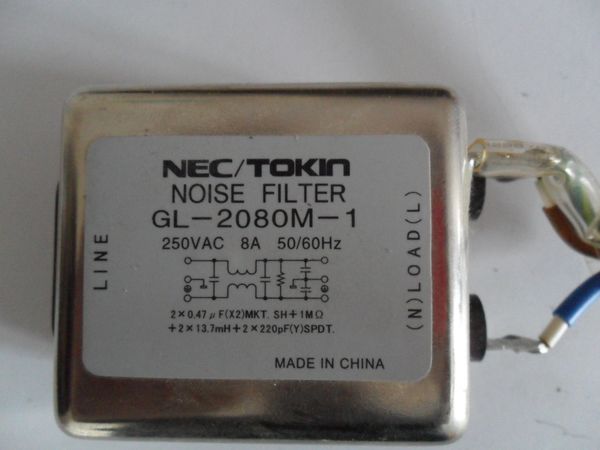 NEC/TOKIN
NOISE FILTER
GL-2080M-1
250VAC 8A 50/60Hz
LINE
(N)LOAD(L)
2×0.47μF(X2)MKT. SH+1MΩ
+2×13.7mH+2×220pF(Y)SPDT.
MADE IN CHINA